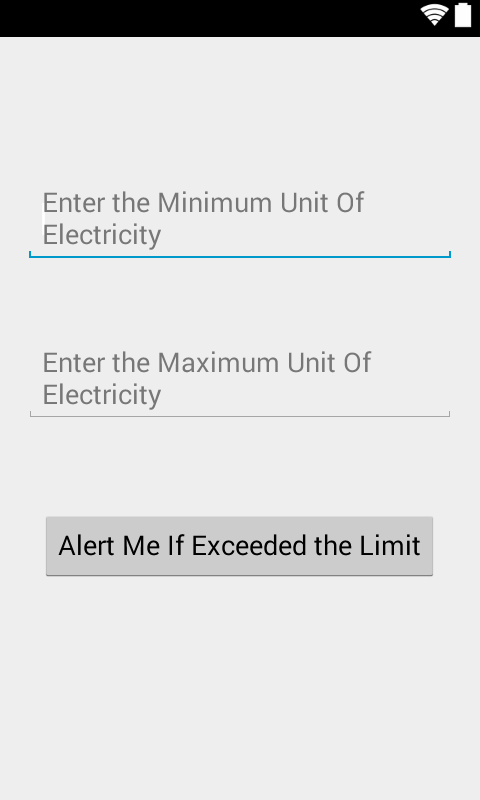 Enter the Minimum Unit Of
Electricity
Enter the Maximum Unit Of
Electricity
Alert Me If Exceeded the Limit